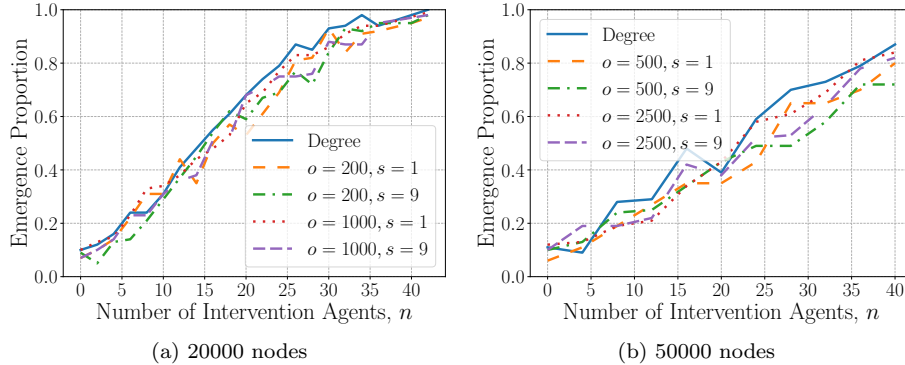 1.0
0.8
0.6
0.4
0.2
0.0
Emergence Proportion
Degree
o = 200, s = 1
o = 200, s = 9
o = 1000, s = 1
o = 1000, s = 9
0 5 10 15 20 25 30 35 40
Number of Intervention Agents, n
(a) 20000 nodes
1.0
0.8
0.6
0.4
0.2
0.0
Emergence Proportion
Degree
o = 500, s = 1
o = 500, s = 9
o = 2500, s = 1
o = 2500, s = 9
0 5 10 15 20 25 30 35 40
Number of Intervention Agents, n
(b) 50000 nodes